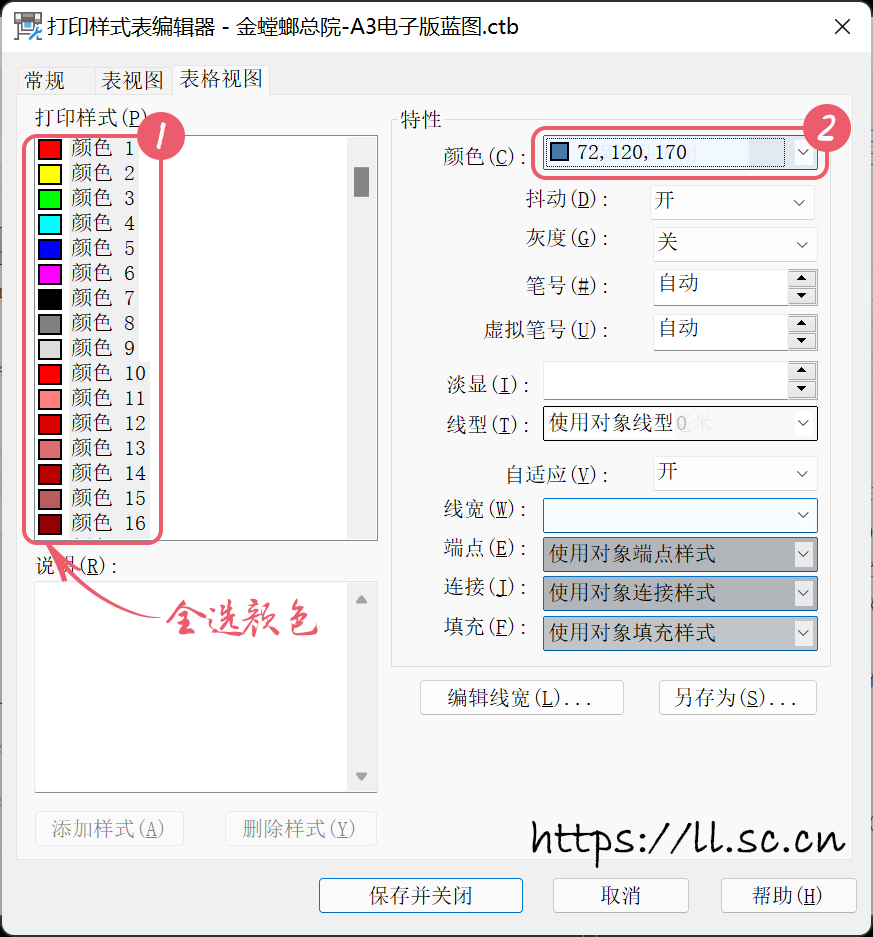 打印样式表编辑器 - 金螳螂总院-A3电子版蓝图.ctb
常规 表视图 表格视图
打印样式(P)
1
颜色 1
颜色 2
颜色 3
颜色 4
颜色 5
颜色 6
颜色 7
颜色 8
颜色 9
颜色 10
颜色 11
颜色 12
颜色 13
颜色 14
颜色 15
颜色 16
全选颜色
说明(R):
添加样式(A) 删除样式(Y)
特性
2
颜色(C): 72,120,170
抖动(D): 开
灰度(G): 关
笔号(#): 自动
虚拟笔号(U): 自动
淡显(I):
线型(T): 使用对象线型
自适应(V): 开
线宽(W):
端点(E): 使用对象端点样式
连接(J): 使用对象连接样式
填充(F): 使用对象填充样式
编辑线宽(L)... 另存为(S)...
https://ll.sc.cn
保存并关闭 取消 帮助(H)